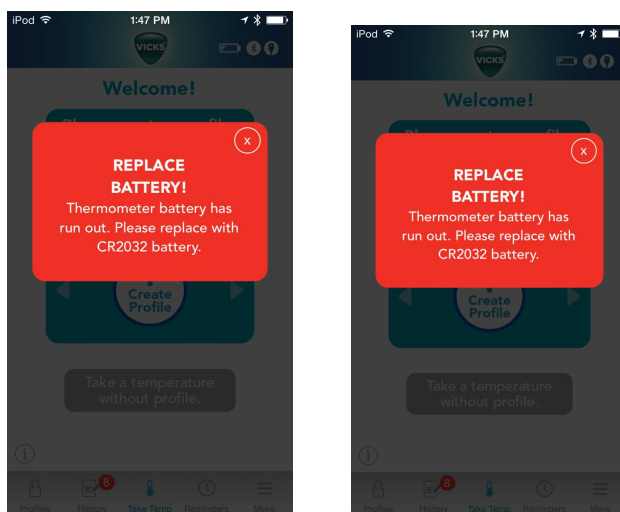 iPod 1:47 PM
VICKS
Welcome!
X
REPLACE
BATTERY!
Thermometer battery has
run out. Please replace with
CR2032 battery.
Create
Profile
Take a temperature
without profile.
i
8
Profiles History Take Temp Reminders More
iPod 1:47 PM
VICKS
Welcome!
X
REPLACE
BATTERY!
Thermometer battery has
run out. Please replace with
CR2032 battery.
Create
Profile
Take a temperature
without profile.
i
8
Profiles History Take Temp Reminders More